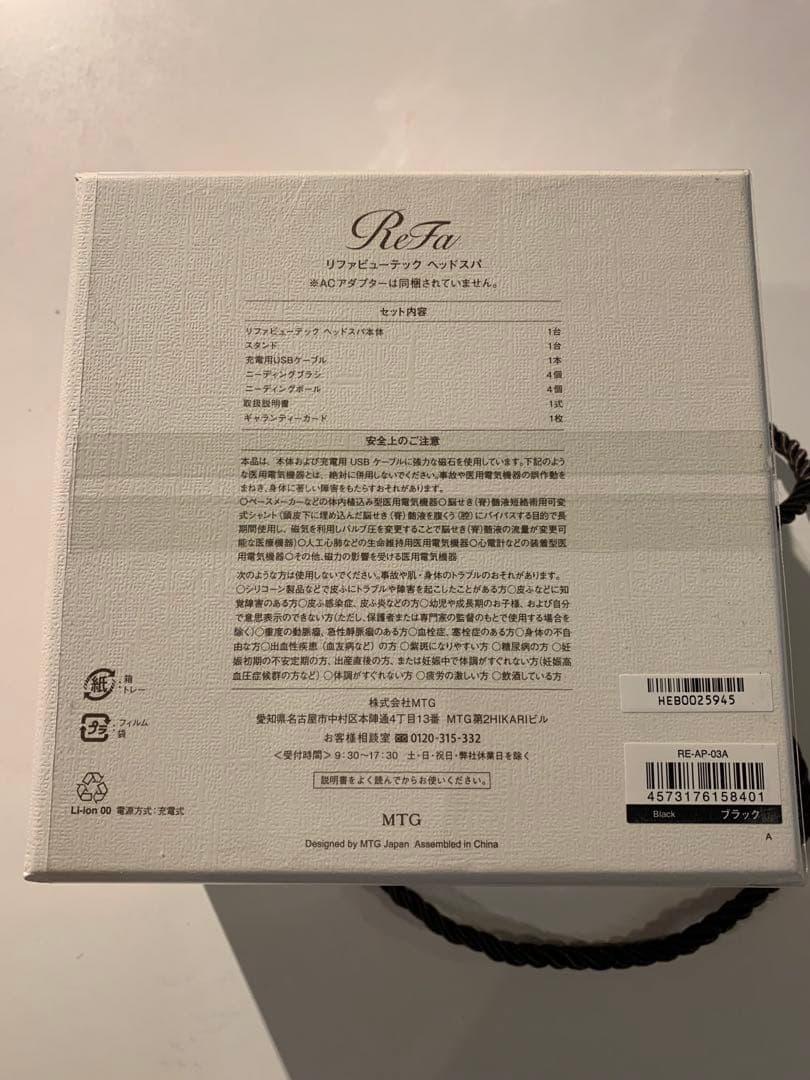 ReFa
リファビューテック ヘッドスパ
※ACアダプターは同梱されていません。
セット内容
リファビューテック ヘッドスパ本体 1台
スタンド 1台
充電用USBケーブル 1本
ニーディングブラシ 4個
ニーディングポール 4個
取扱説明書 1式
ギャランティーカード 1枚
安全上のご注意
本品は、本体および充電用 USB ケーブルに強力な磁石を使用しています。下記のよう
な医用電気機器とは、絶対に併用しないでください。事故や医用電気機器の誤作動を
まねき、身体に著しい障害をもたらすおそれがあります。
○ペースメーカーなどの体内植込み型医用電気機器○脳せき(脊)髄液短絡術用可変
式シャント(頭皮下に埋め込んだ脳せき(脊)髄液を腹くう(腔)にバイパスする目的で長
期間使用し、磁気を利用しバルブ圧を変更することで脳せき(脊)髄液の流量が変更可
能な医療機器)○人工心肺などの生命維持用医用電気機器○心電計などの装着型医
用電気機器○その他、磁力の影響を受ける医用電気機器
次のような方は使用しないでください。事故や肌・身体のトラブルのおそれがあります。
○シリコーン製品などで皮ふにトラブルや障害を起こしたことがある方○皮ふなどに知
覚障害のある方○皮ふ感染症、皮ふ炎などの方○幼児や成長期のお子様、および自分
で意思表示のできない方(ただし、保護者または専門家の監督のもとで使用する場合を
除く)○重度の動脈瘤、急性静脈瘤のある方○血栓症、塞栓症のある方○身体の不自
由な方○出血性疾患(血友病など)の方○紫斑になりやすい方○糖尿病の方○妊
娠初期の不安定期の方、出産直後の方、または妊娠中で体調がすぐれない方(妊娠高
血圧症候群の方など)○体調がすぐれない方○疲労の激しい方○飲酒している方
株式会社MTG
愛知県名古屋市中村区本陣通4丁目13番 MTG第2HIKARIビル
お客様相談室 0120-315-332
<受付時間> 9:30~17:30 土・日・祝日・弊社休業日を除く
説明書をよく読んでからお使いください。
MTG
Designed by MTG Japan Assembled in China
紙
:箱
・トレー
プラ
:フィルム
袋
Li-ion 00 電源方式:充電式
HEB0025945
RE-AP-03A
4573176158401
Black ブラック
A